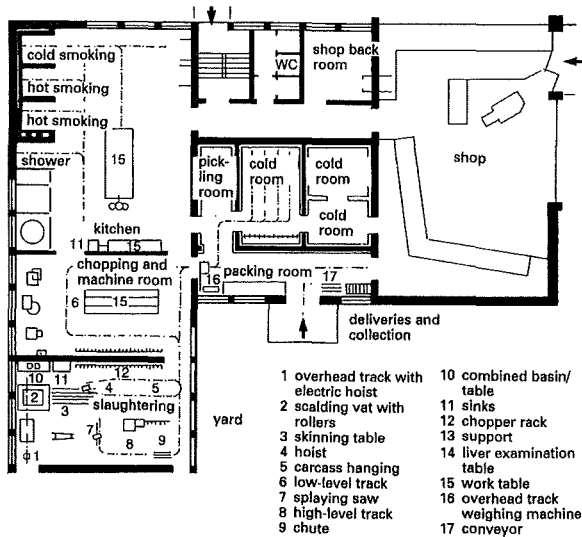 cold smoking
hot smoking
hot smoking
shower
15
kitchen
11
15
WC
shop back
room
shop
pick-
ling
room
cold
room
cold
room
cold
room
chopping and
machine room
6
15
16
packing room
17
deliveries and
collection
10
11
12
2
3
4
5
slaughtering
7
8
9
1
yard
1 overhead track with
electric hoist
2 scalding vat with
rollers
3 skinning table
4 hoist
5 carcass hanging
6 low-level track
7 splaying saw
8 high-level track
9 chute
10 combined basin/
table
11 sinks
12 chopper rack
13 support
14 liver examination
table
15 work table
16 overhead track
weighing machine
17 conveyor